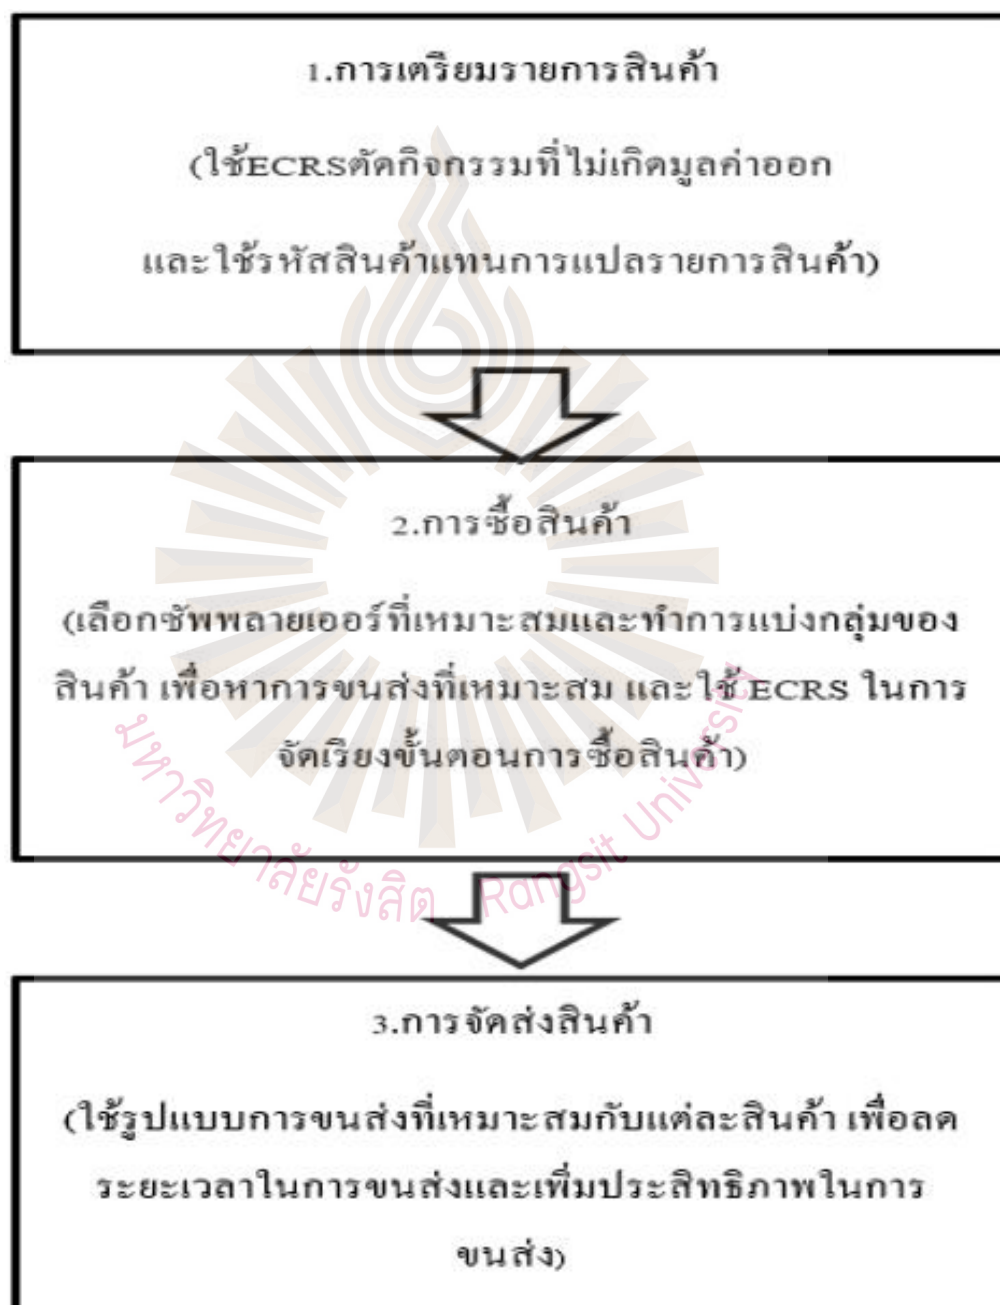 1.การเตรียมรายการสินค้า
(ใช้ECRSตัดกิจกรรมที่ไม่เกิดมูลค่าออก
และใช้รหัสสินค้าแทนการแปลรายการสินค้า)
2.การซื้อสินค้า
(เลือกซัพพลายเออร์ที่เหมาะสมและทำการแบ่งกลุ่มของ
สินค้า เพื่อหาการขนส่งที่เหมาะสม และใช้ ECRS ในการ
จัดเรียงขั้นตอนการซื้อสินค้า)
มหาวิทยาลัยรังสิต Rangsit University
3.การจัดส่งสินค้า
(ใช้รูปแบบการขนส่งที่เหมาะสมกับแต่ละสินค้า เพื่อลด
ระยะเวลาในการขนส่งและเพิ่มประสิทธิภาพในการ
ขนส่ง)